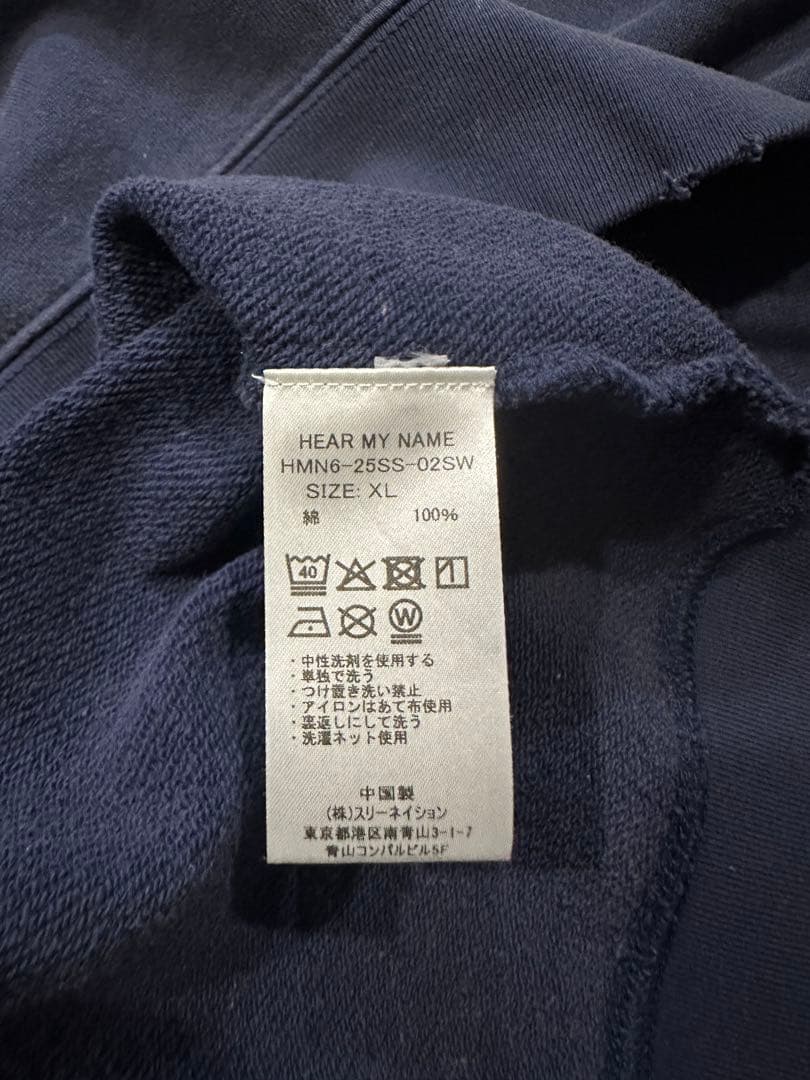 HEAR MY NAME
HMN6-25SS-02SW
SIZE: XL
綿 100%
40
W
・中性洗剤を使用する
・単独で洗う
・つけ置き洗い禁止
・アイロンはあて布使用
・裏返しにして洗う
・洗濯ネット使用
中国製
(株)スリーネイション
東京都港区南青山3-1-7
青山コンパルビル5F